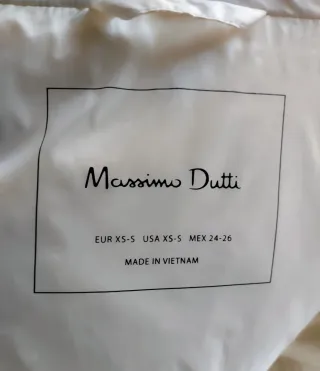 Massimo Dutti
EUR XS-S USA XS-S MEX 24-26
MADE IN VIETNAM